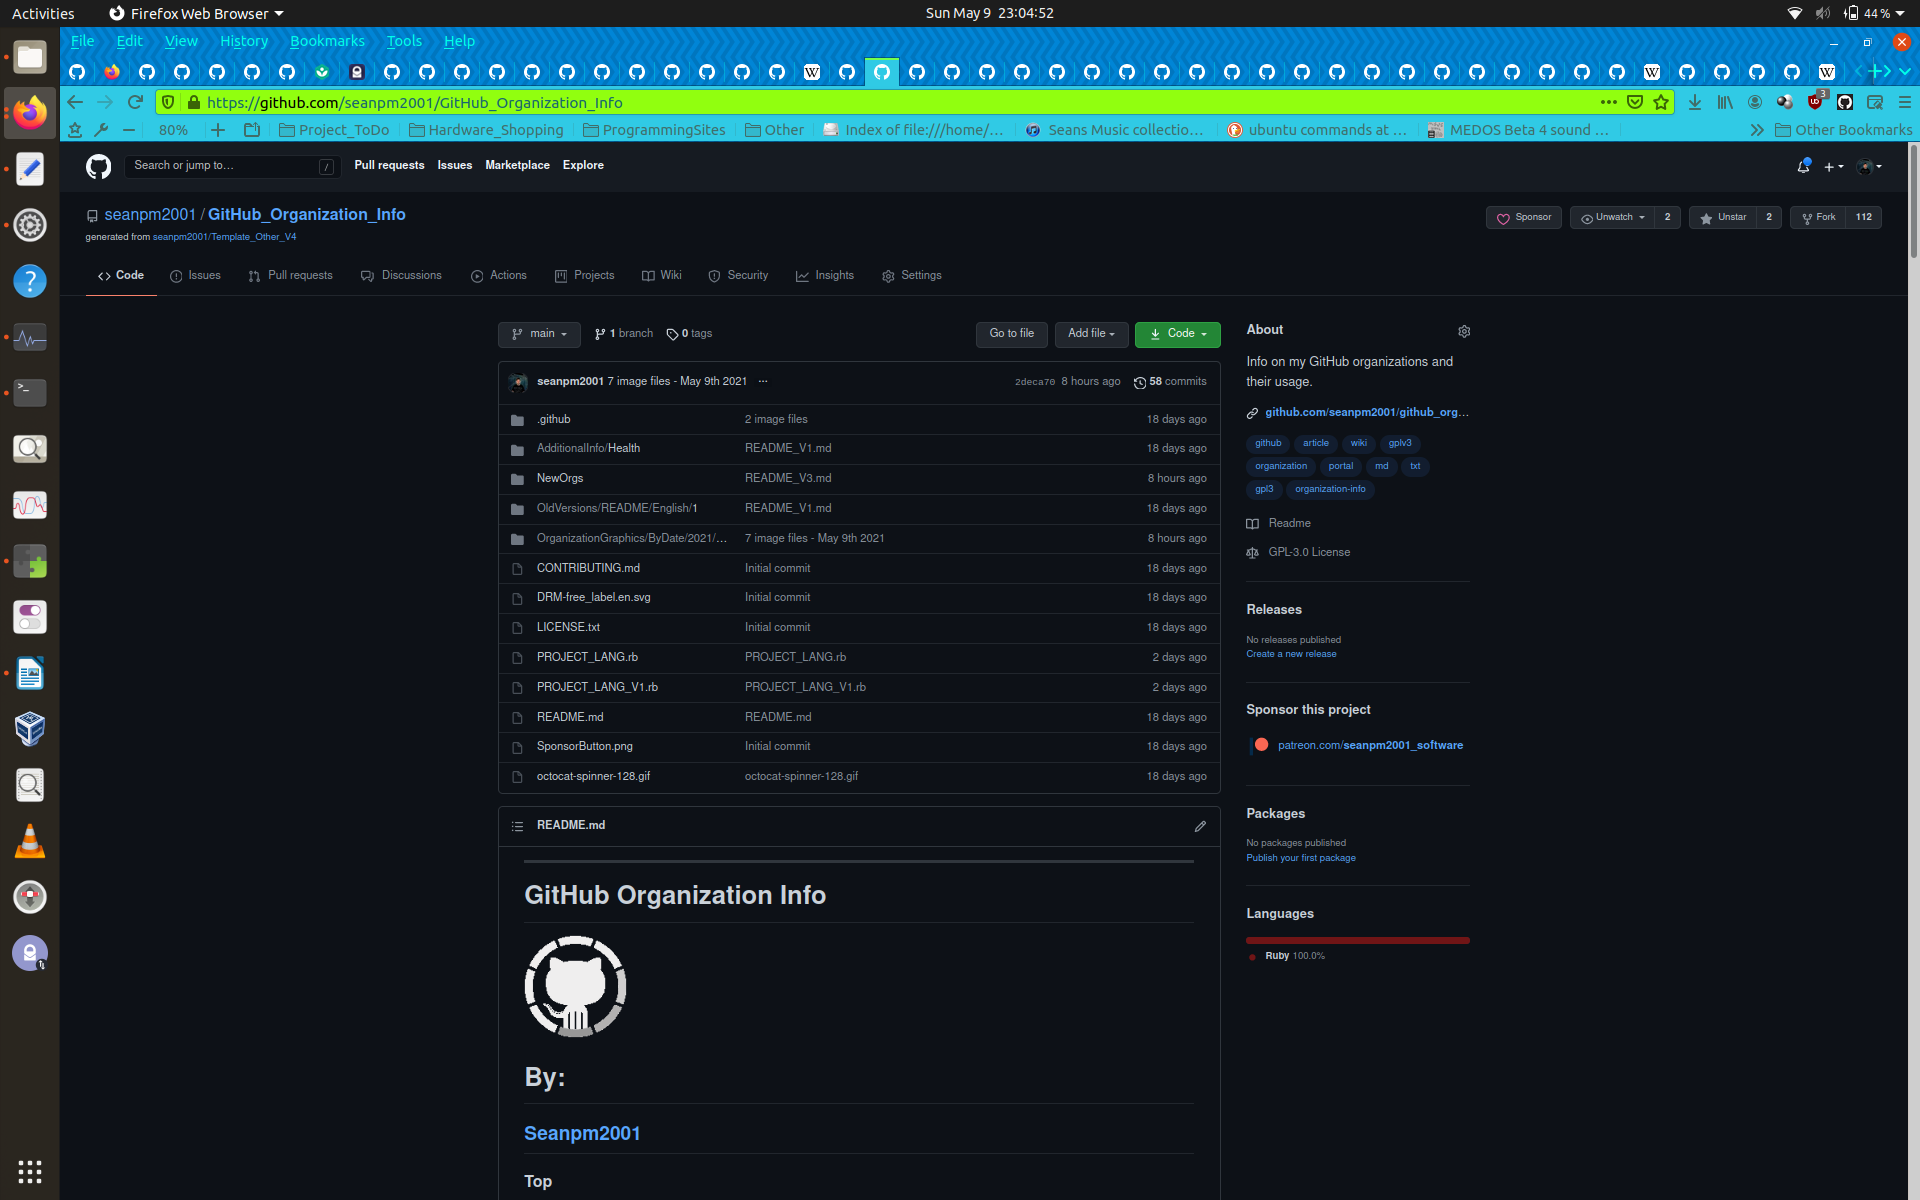 Activities Firefox Web Browser Sun May 9 23:04:52 44 %
File Edit View History Bookmarks Tools Help
https://github.com/seanpm2001/GitHub_Organization_Info 3
80% Project_ToDo Hardware_Shopping ProgrammingSites Other Index of file:///home/... Seans Music collectio... ubuntu commands at ... MEDOS Beta 4 sound ... Other Bookmarks
Search or jump to... / Pull requests Issues Marketplace Explore
seanpm2001 / GitHub_Organization_Info Sponsor Unwatch 2 Unstar 2 Fork 112
generated from seanpm2001/Template_Other_V4
Code Issues Pull requests Discussions Actions Projects Wiki Security Insights Settings
main 1 branch 0 tags Go to file Add file Code
seanpm2001 7 image files - May 9th 2021 ... 2deca70 8 hours ago 58 commits
.github 2 image files 18 days ago
AdditionalInfo/Health README_V1.md 18 days ago
NewOrgs README_V3.md 8 hours ago
OldVersions/README/English/1 README_V1.md 18 days ago
OrganizationGraphics/ByDate/2021/... 7 image files - May 9th 2021 8 hours ago
CONTRIBUTING.md Initial commit 18 days ago
DRM-free_label.en.svg Initial commit 18 days ago
LICENSE.txt Initial commit 18 days ago
PROJECT_LANG.rb PROJECT_LANG.rb 2 days ago
PROJECT_LANG_V1.rb PROJECT_LANG_V1.rb 2 days ago
README.md README.md 18 days ago
SponsorButton.png Initial commit 18 days ago
octocat-spinner-128.gif octocat-spinner-128.gif 18 days ago
README.md
GitHub Organization Info
By:
Seanpm2001
Top
About
Info on my GitHub organizations and
their usage.
github.com/seanpm2001/github_org...
github article wiki gplv3
organization portal md txt
gpl3 organization-info
Readme
GPL-3.0 License
Releases
No releases published
Create a new release
Sponsor this project
patreon.com/seanpm2001_software
Packages
No packages published
Publish your first package
Languages
Ruby 100.0%